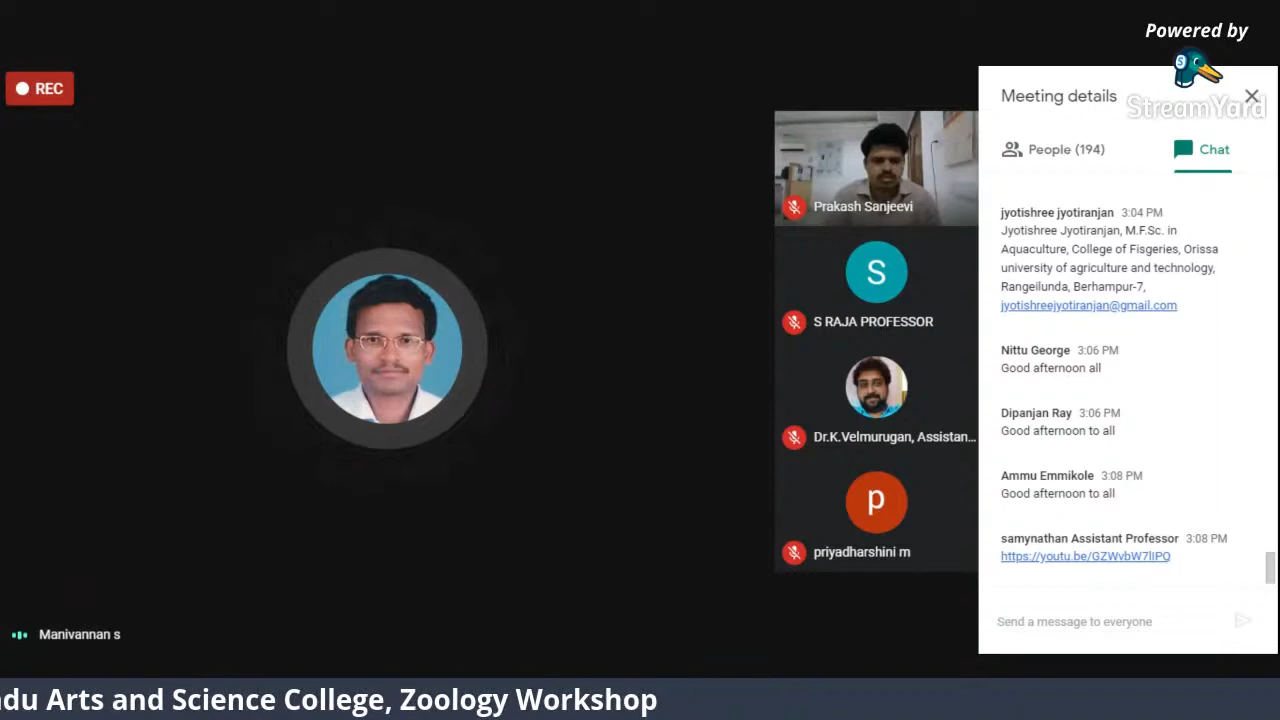 Powered by
StreamYard
REC
Meeting details
People (194)
Chat
Prakash Sanjeevi
S
S RAJA PROFESSOR
Dr.K.Velmurugan, Assistan...
p
priyadharshini m
Manivannan s
jyotishree jyotiranjan 3:04 PM
Jyotishree Jyotiranjan, M.F.Sc. in
Aquaculture, College of Fisgeries, Orissa
university of agriculture and technology,
Rangeilunda, Berhampur-7,
jyotishreejyotiranjan@gmail.com
Nittu George 3:06 PM
Good afternoon all
Dipanjan Ray 3:06 PM
Good afternoon to all
Ammu Emmikole 3:08 PM
Good afternoon to all
samynathan Assistant Professor 3:08 PM
https://youtu.be/GZWvbW7lIPQ
Send a message to everyone
adu Arts and Science College, Zoology Workshop